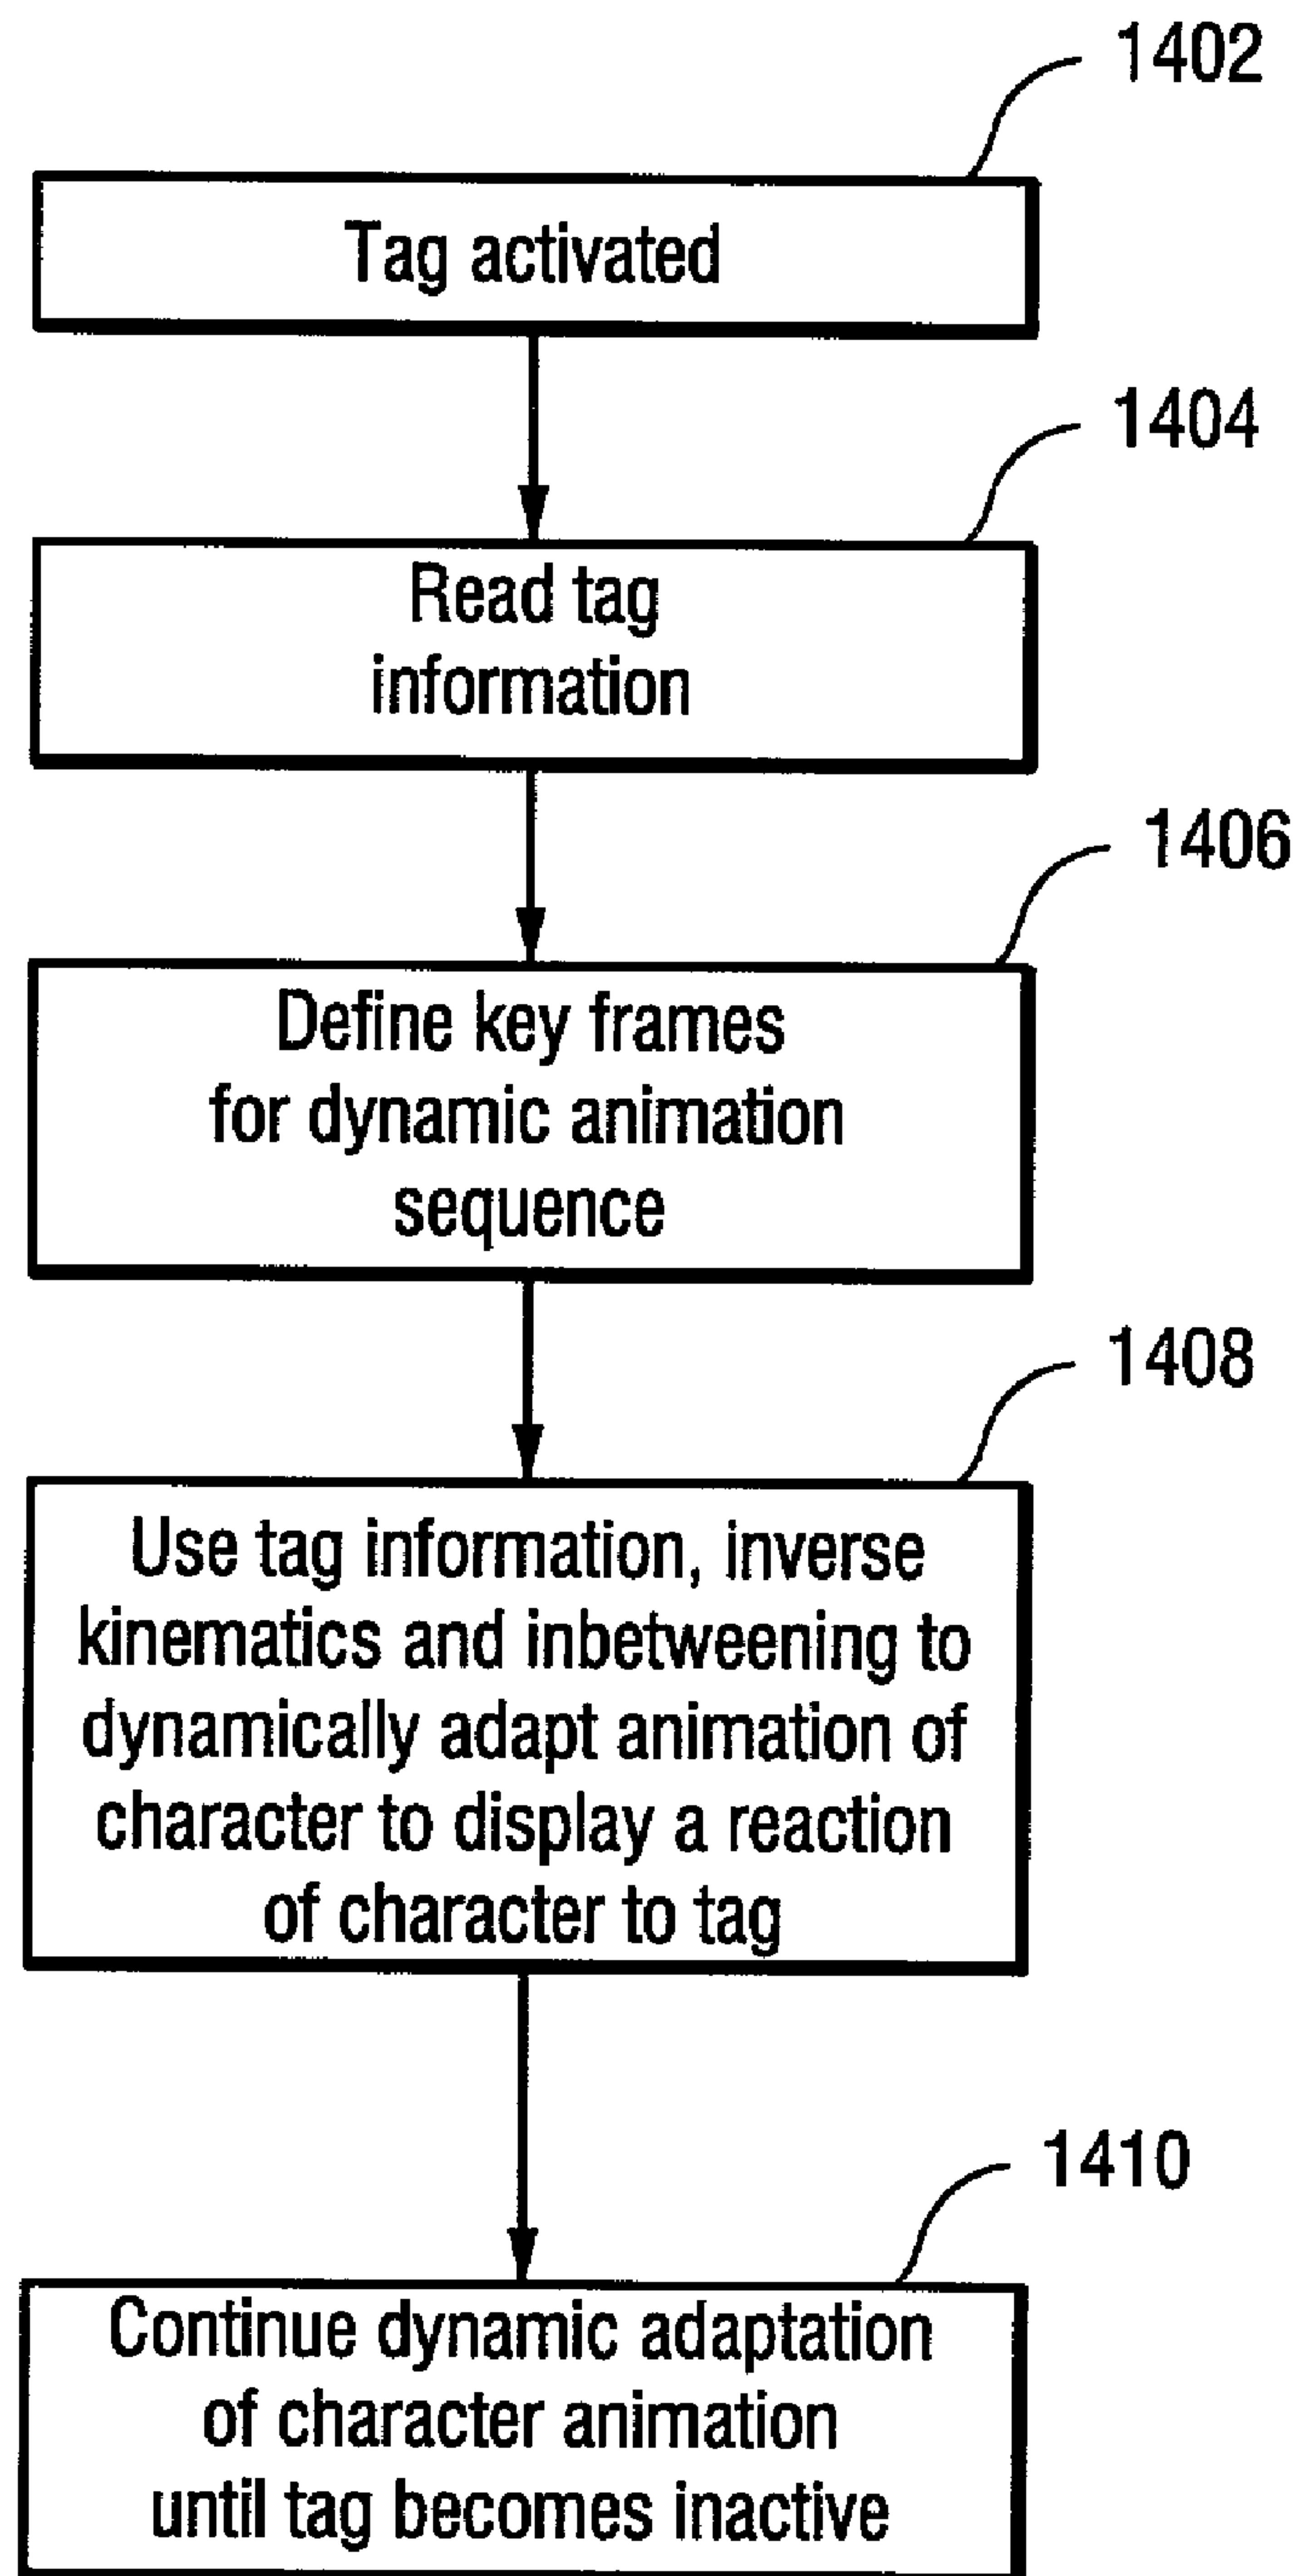 1402
Tag activated
1404
Read tag
information
1406
Define key frames
for dynamic animation
sequence
1408
Use tag information, inverse
kinematics and inbetweening to
dynamically adapt animation of
character to display a reaction
of character to tag
1410
Continue dynamic adaptation
of character animation
until tag becomes inactive